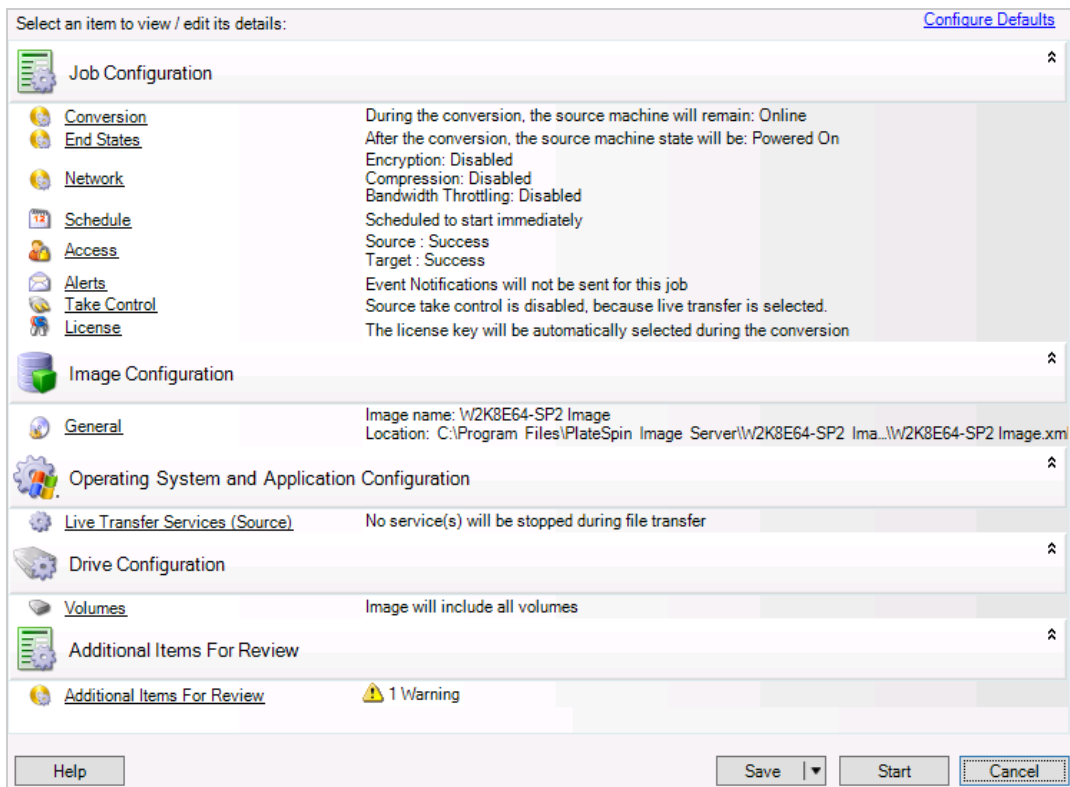 Select an item to view / edit its details:
Configure Defaults
Job Configuration
Conversion During the conversion, the source machine will remain: Online
End States After the conversion, the source machine state will be: Powered On
Encryption: Disabled
Network Compression: Disabled
Bandwidth Throttling: Disabled
Schedule Scheduled to start immediately
Access Source : Success
Target : Success
Alerts Event Notifications will not be sent for this job
Take Control Source take control is disabled, because live transfer is selected.
License The license key will be automatically selected during the conversion
Image Configuration
General Image name: W2K8E64-SP2 Image
Location: C:\Program Files\PlateSpin Image Server\W2K8E64-SP2 Ima...\W2K8E64-SP2 Image.xml
Operating System and Application Configuration
Live Transfer Services (Source) No service(s) will be stopped during file transfer
Drive Configuration
Volumes Image will include all volumes
Additional Items For Review
Additional Items For Review 1 Warning
Help Save Start Cancel